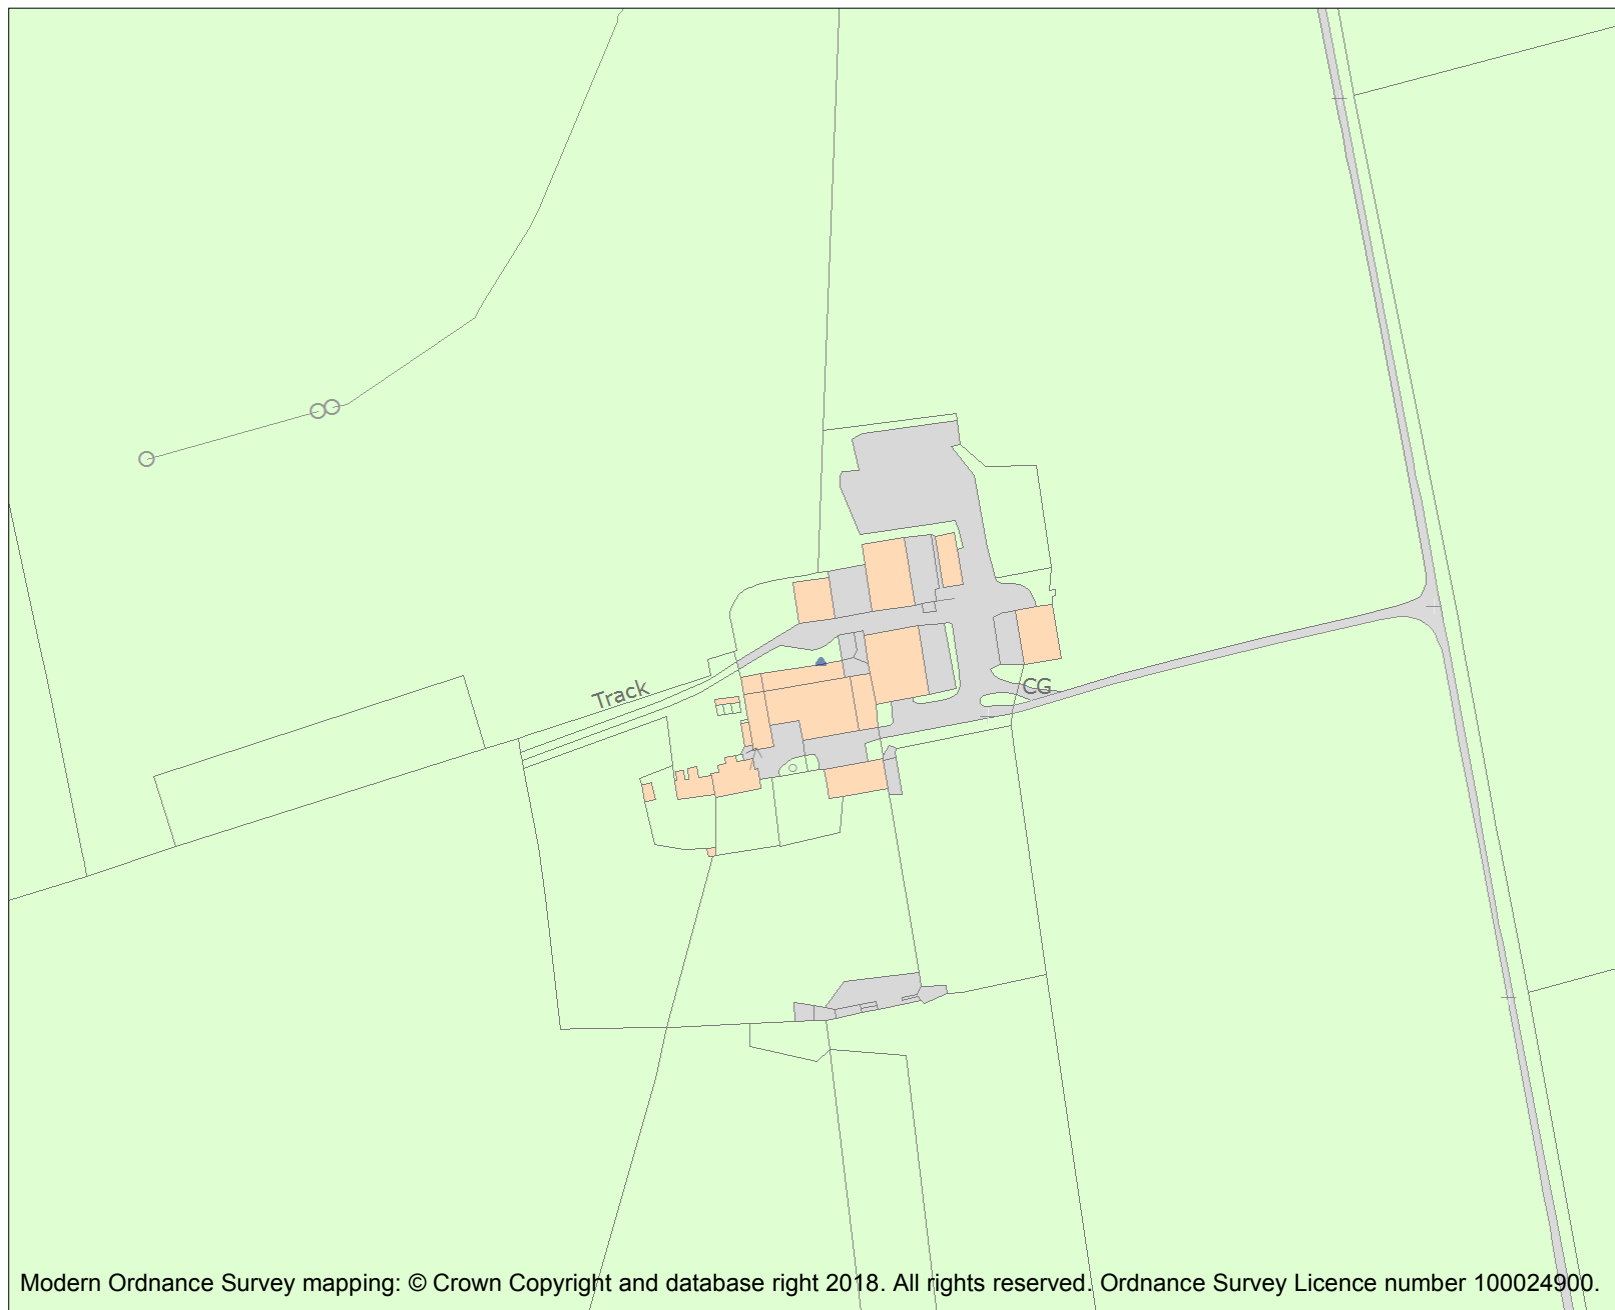 Track
CG
Modern Ordnance Survey mapping: © Crown Copyright and database right 2018. All rights reserved. Ordnance Survey Licence number 100024900.